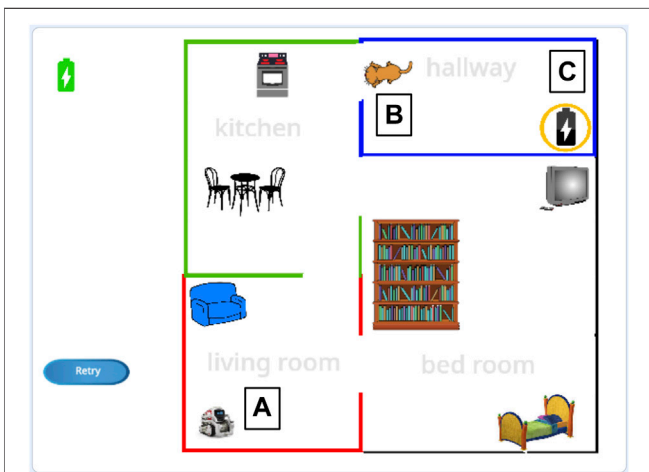 hallway
C
B
kitchen
living room
bed room
Retry
A